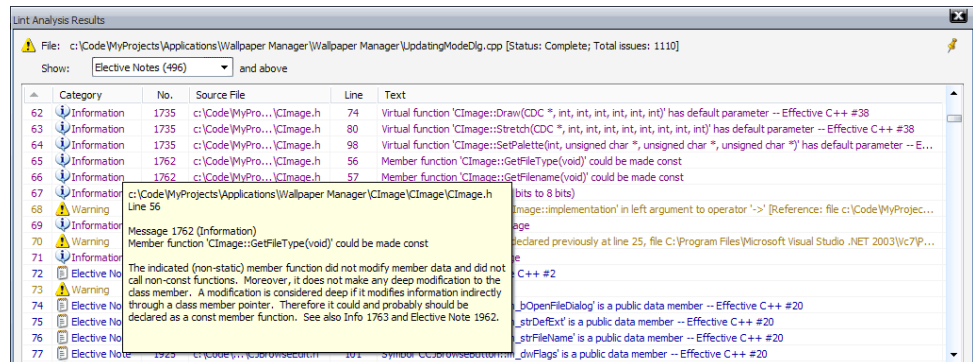 Lint Analysis Results
File: c:\Code\MyProjects\Applications\Wallpaper Manager\Wallpaper Manager\UpdatingModeDlg.cpp [Status: Complete; Total issues: 1110]
Show: Elective Notes (496) and above
Category No. Source File Line Text
62 Information 1735 c:\Code\MyPro...\CImage.h 74 Virtual function 'CImage::Draw(CDC *, int, int, int, int, int, int)' has default parameter -- Effective C++ #38
63 Information 1735 c:\Code\MyPro...\CImage.h 80 Virtual function 'CImage::Stretch(CDC *, int, int, int, int, int, int, int, int)' has default parameter -- Effective C++ #38
64 Information 1735 c:\Code\MyPro...\CImage.h 98 Virtual function 'CImage::SetPalette(int, unsigned char *, unsigned char *, unsigned char *)' has default parameter -- E...
65 Information 1762 c:\Code\MyPro...\CImage.h 56 Member function 'CImage::GetFileType(void)' could be made const
66 Information 1762 c:\Code\MyPro...\CImage.h 57 Member function 'CImage::GetFilename(void)' could be made const
67 Information bits to 8 bits)
68 Warning Image::implementation' in left argument to operator '->' [Reference: file c:\Code\MyProjec...
69 Information age
70 Warning declared previously at line 25, file C:\Program Files\Microsoft Visual Studio .NET 2003\Vc7\P...
71 Information
72 Elective No C++ #2
73 Warning
74 Elective No _bOpenFileDialog' is a public data member -- Effective C++ #20
75 Elective No _strDefExt' is a public data member -- Effective C++ #20
76 Elective No _strFileName' is a public data member -- Effective C++ #20
77 Elective Note 1925 101 _dwFlags' is a public data member -- Effective C++ #20
c:\Code\MyProjects\Applications\Wallpaper Manager\CImage\CImage\CImage.h
Line 56
Message 1762 (Information)
Member function 'CImage::GetFileType(void)' could be made const
The indicated (non-static) member function did not modify member data and did not
call non-const functions. Moreover, it does not make any deep modification to the
class member. A modification is considered deep if it modifies information indirectly
through a class member pointer. Therefore it could and probably should be
declared as a const member function. See also Info 1763 and Elective Note 1962.